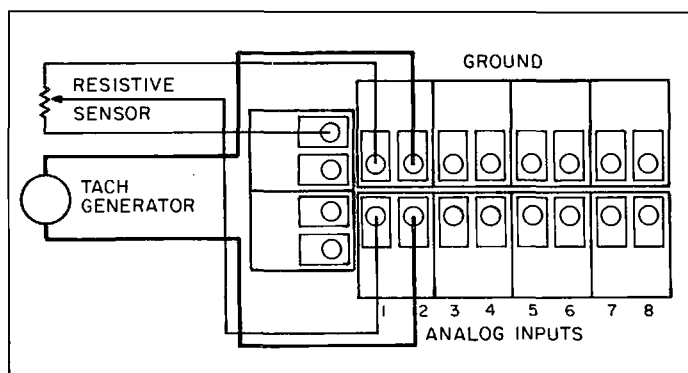 GROUND
RESISTIVE
SENSOR
TACH
GENERATOR
1 2 3 4 5 6 7 8
ANALOG INPUTS